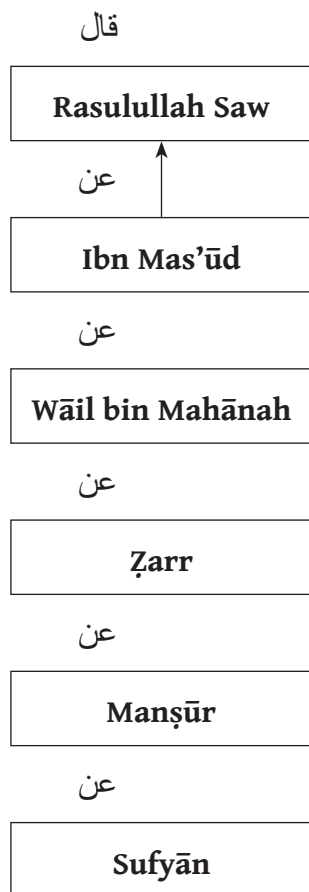 قال
Rasulullah Saw
عن
Ibn Mas’ūd
عن
Wāil bin Mahānah
عن
Ẓarr
عن
Manṣūr
عن
Sufyān